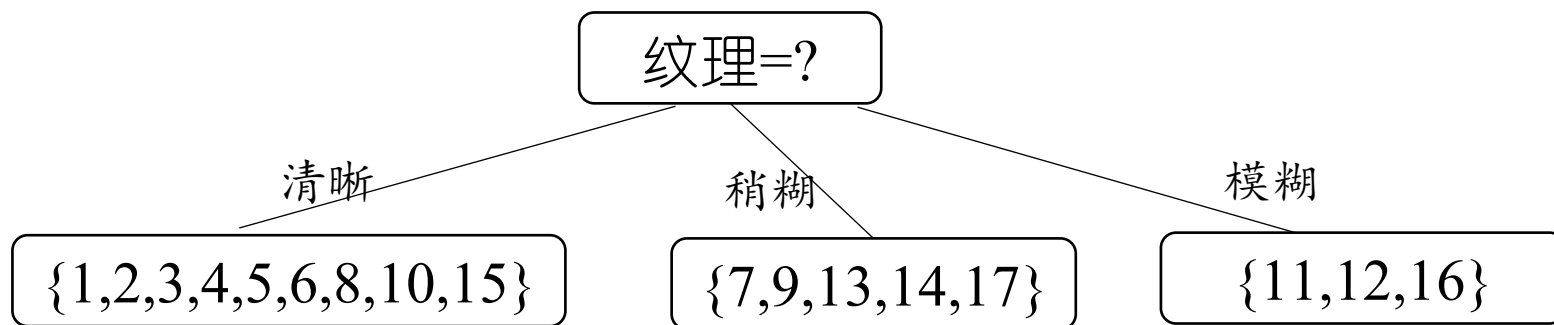 纹理=?
清晰
稍糊
模糊
{1,2,3,4,5,6,8,10,15}
{7,9,13,14,17}
{11,12,16}